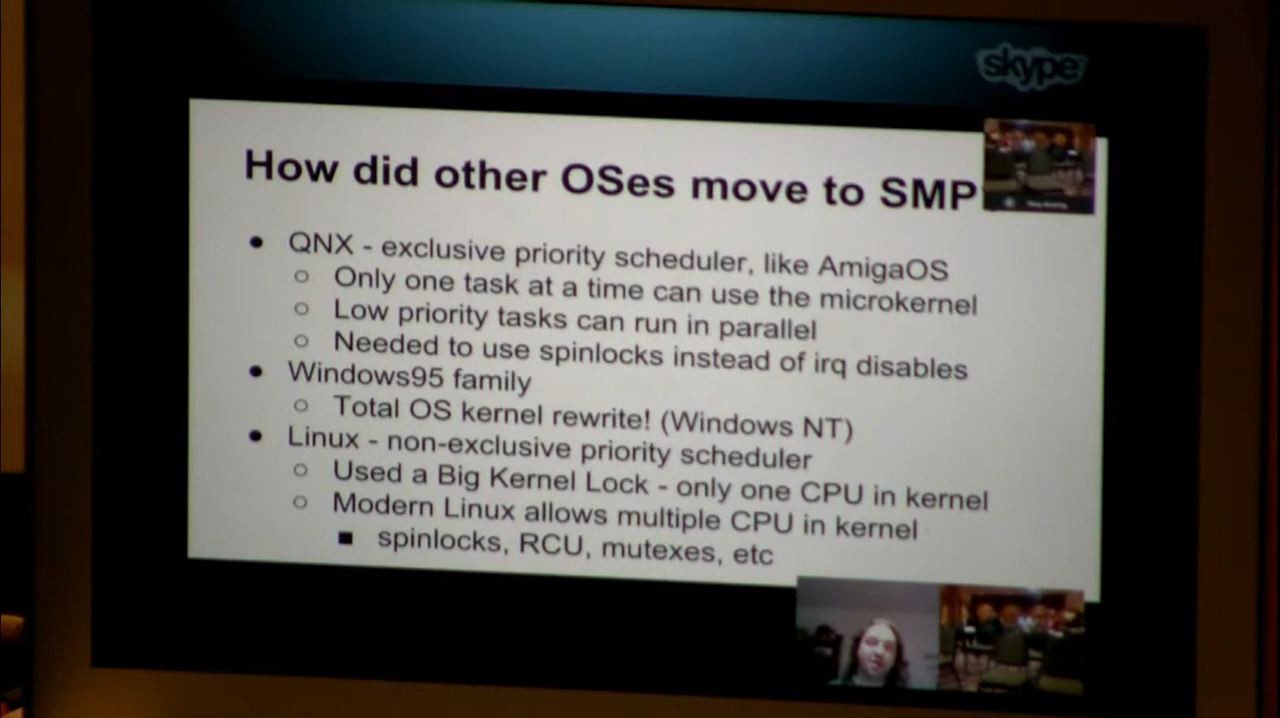 skype
How did other OSes move to SMP
● QNX - exclusive priority scheduler, like AmigaOS
○ Only one task at a time can use the microkernel
○ Low priority tasks can run in parallel
○ Needed to use spinlocks instead of irq disables
● Windows95 family
○ Total OS kernel rewrite! (Windows NT)
● Linux - non-exclusive priority scheduler
○ Used a Big Kernel Lock - only one CPU in kernel
○ Modern Linux allows multiple CPU in kernel
■ spinlocks, RCU, mutexes, etc